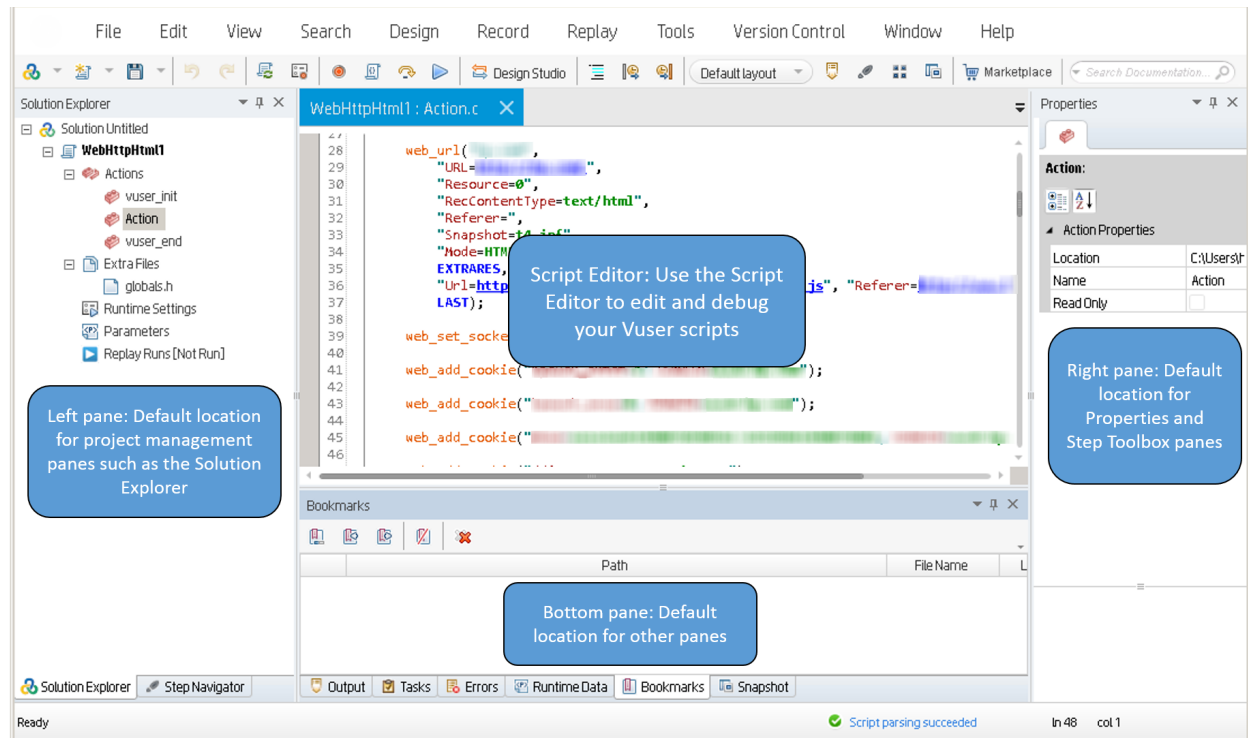 File Edit View Search Design Record Replay Tools Version Control Window Help
Design Studio Default layout Marketplace Search Documentation...
Solution Explorer
Solution Untitled
WebHttpHtml1
Actions
vuser_init
Action
vuser_end
Extra Files
globals.h
Runtime Settings
Parameters
Replay Runs [Not Run]
Left pane: Default location
for project management
panes such as the Solution
Explorer
Solution Explorer Step Navigator
WebHttpHtml1 : Action.c
27
28 web_url( ,
29 "URL= ",
30 "Resource=0",
31 "RecContentType=text/html",
32 "Referer=",
33 "Snapshot=t4.inf"
34 "Mode=HTM
35 EXTRARES,
36 "Url=http js", "Referer=
37 LAST);
38
39 web_set_socke
40
41 web_add_cookie(" ");
42
43 web_add_cookie(" ");
44
45 web_add_cookie("
46
Script Editor: Use the Script
Editor to edit and debug
your Vuser scripts
Bookmarks
Path File Name L
Bottom pane: Default
location for other panes
Output Tasks Errors Runtime Data Bookmarks Snapshot
Properties
Action:
Action Properties
Location C:\Users\h
Name Action
Read Only
Right pane: Default
location for
Properties and
Step Toolbox panes
Ready Script parsing succeeded ln 48 col 1